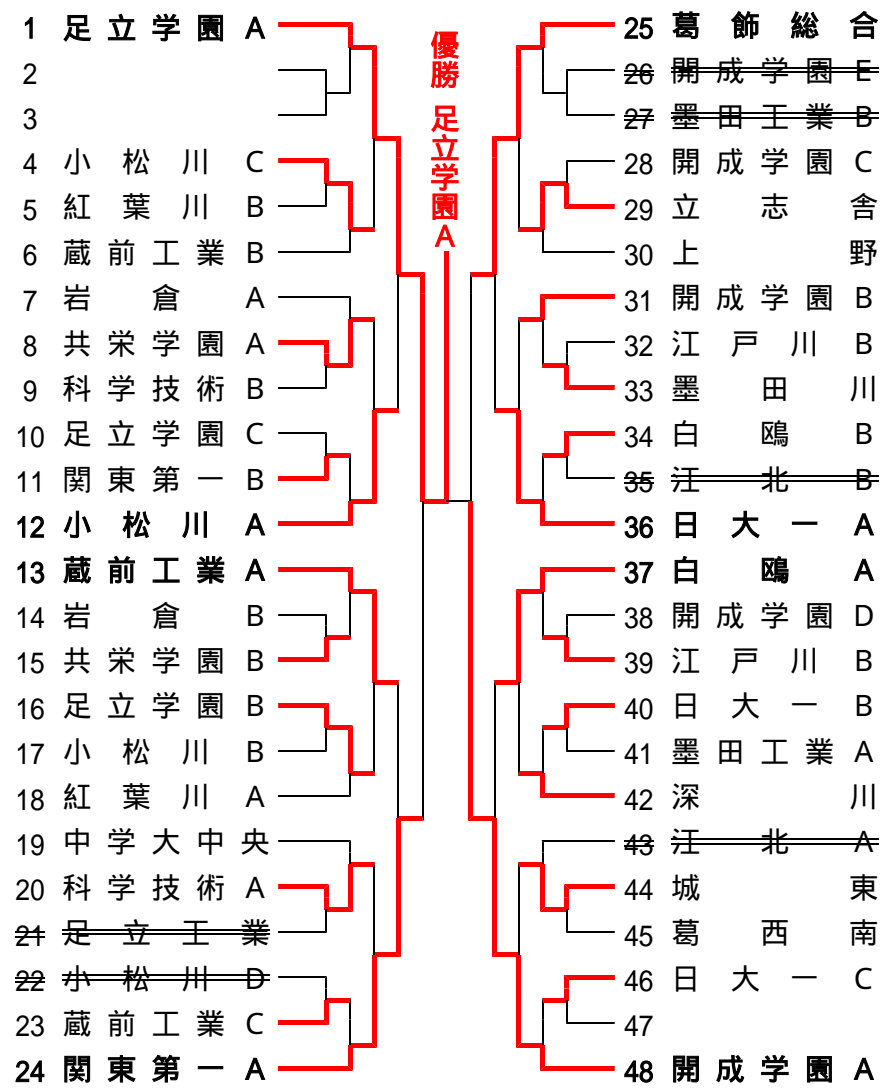 1 足立学園 A
2
3
4 小松川 C
5 紅葉川 B
6 蔵前工業 B
7 岩倉 A
8 共栄学園 A
9 科学技術 B
10 足立学園 C
11 関東第一 B
12 小松川 A
13 蔵前工業 A
14 岩倉 B
15 共栄学園 B
16 足立学園 B
17 小松川 B
18 紅葉川 A
19 中学大中央
20 科学技術 A
21 足立工業
22 小松川 D
23 蔵前工業 C
24 関東第一 A
優勝 足立学園A
25 葛飾総合
26 開成学園 E
27 墨田工業 B
28 開成学園 C
29 立志舎
30 上野
31 開成学園 B
32 江戸川 B
33 墨田川
34 白鴎 B
35 江北 B
36 日大一 A
37 白鴎 A
38 開成学園 D
39 江戸川 B
40 日大一 B
41 墨田工業 A
42 深川
43 江北 A
44 城東
45 葛西南
46 日大一 C
47
48 開成学園 A